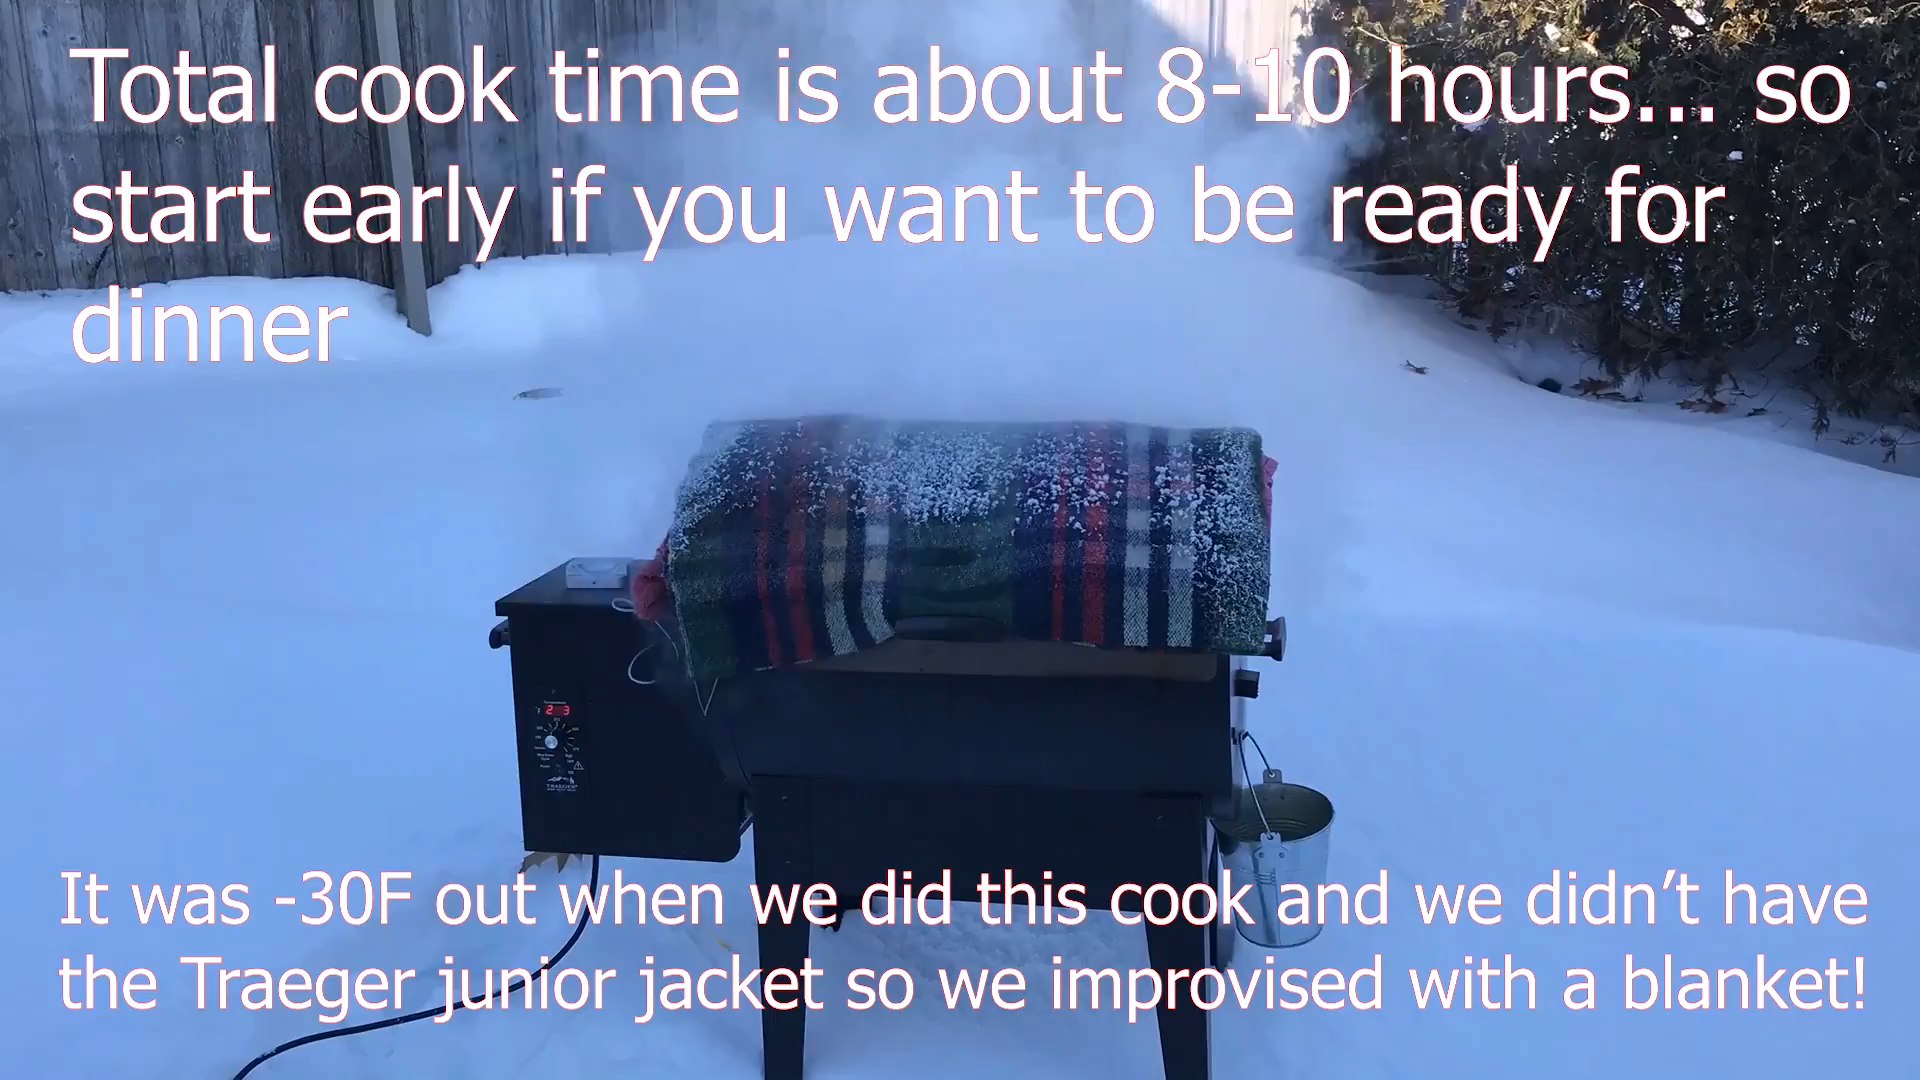 Total cook time is about 8-10 hours... so
start early if you want to be ready for
dinner
TRAEGER
It was -30F out when we did this cook and we didn’t have
the Traeger junior jacket so we improvised with a blanket!